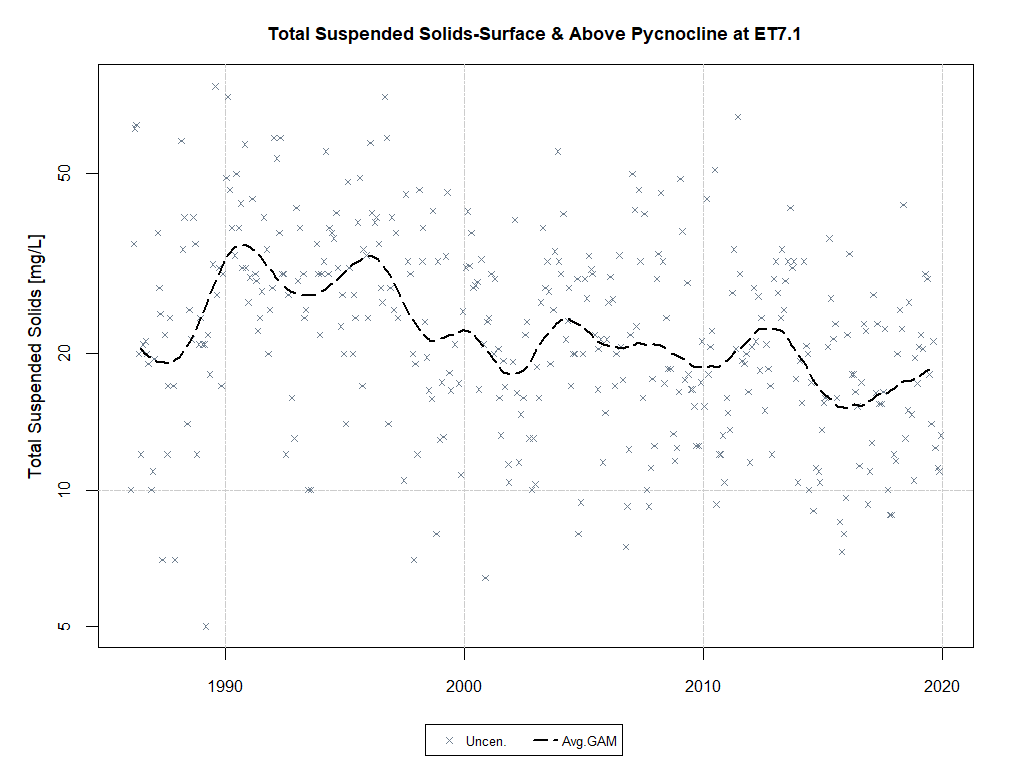 Total Suspended Solids-Surface & Above Pycnocline at ET7.1
Total Suspended Solids [mg/L]
50
20
10
5
1990 2000 2010 2020
Uncen. Avg.GAM